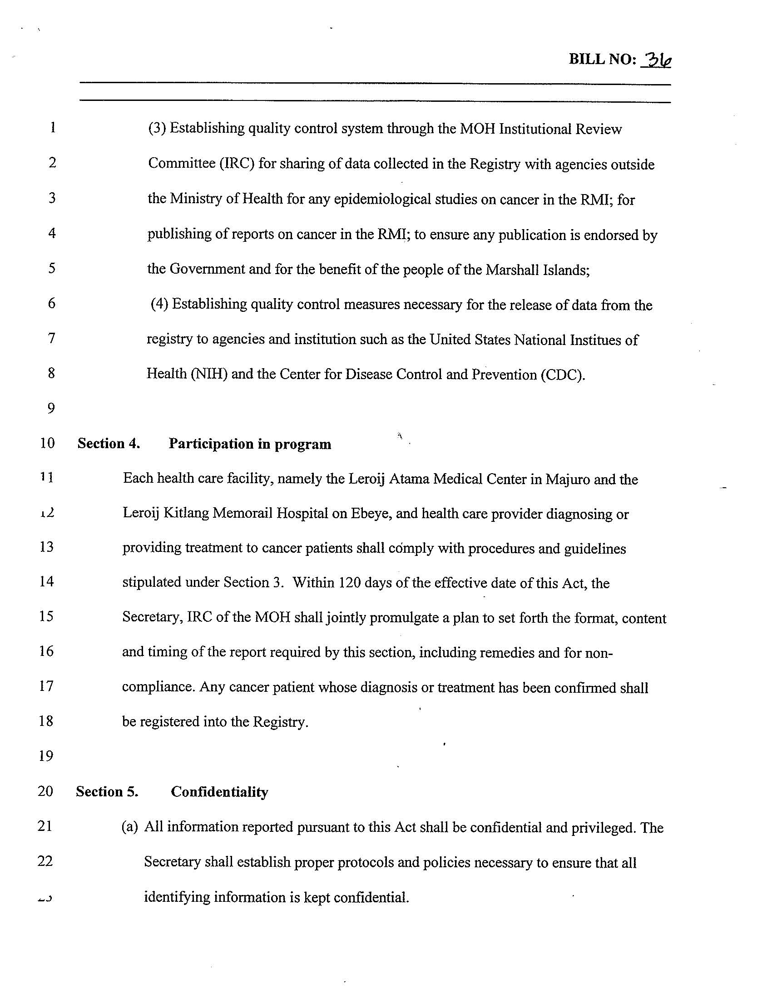 BILL NO: 36
1 (3) Establishing quality control system through the MOH Institutional Review
2 Committee (IRC) for sharing of data collected in the Registry with agencies outside
3 the Ministry of Health for any epidemiological studies on cancer in the RMI; for
4 publishing of reports on cancer in the RMI; to ensure any publication is endorsed by
5 the Government and for the benefit of the people of the Marshall Islands;
6 (4) Establishing quality control measures necessary for the release of data from the
7 registry to agencies and institution such as the United States National Institues of
8 Health (NIH) and the Center for Disease Control and Prevention (CDC).
9
10 Section 4. Participation in program
11 Each health care facility, namely the Leroij Atama Medical Center in Majuro and the
12 Leroij Kitlang Memorail Hospital on Ebeye, and health care provider diagnosing or
13 providing treatment to cancer patients shall comply with procedures and guidelines
14 stipulated under Section 3. Within 120 days of the effective date of this Act, the
15 Secretary, IRC of the MOH shall jointly promulgate a plan to set forth the format, content
16 and timing of the report required by this section, including remedies and for non-
17 compliance. Any cancer patient whose diagnosis or treatment has been confirmed shall
18 be registered into the Registry.
19
20 Section 5. Confidentiality
21 (a) All information reported pursuant to this Act shall be confidential and privileged. The
22 Secretary shall establish proper protocols and policies necessary to ensure that all
identifying information is kept confidential.